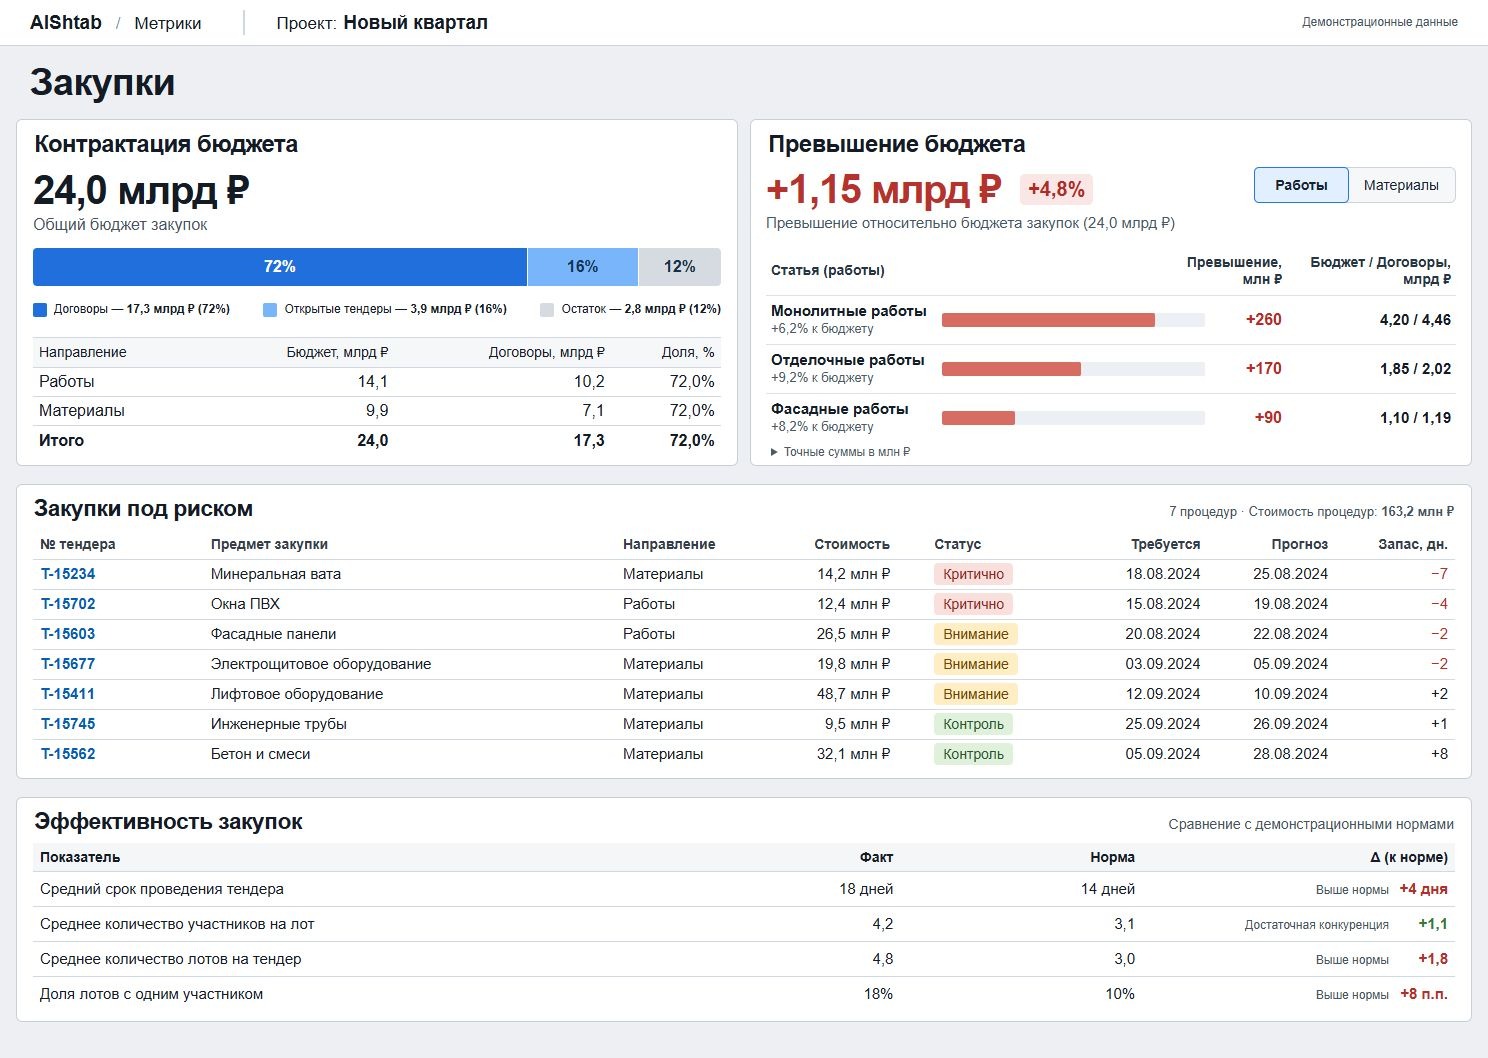 AIShtab / Метрики Проект: Новый квартал Демонстрационные данные
Закупки
Контрактация бюджета
24,0 млрд ₽
Общий бюджет закупок
72% 16% 12%
Договоры — 17,3 млрд ₽ (72%) Открытые тендеры — 3,9 млрд ₽ (16%) Остаток — 2,8 млрд ₽ (12%)
Направление Бюджет, млрд ₽ Договоры, млрд ₽ Доля, %
Работы 14,1 10,2 72,0%
Материалы 9,9 7,1 72,0%
Итого 24,0 17,3 72,0%
Превышение бюджета
+1,15 млрд ₽ +4,8% Работы Материалы
Превышение относительно бюджета закупок (24,0 млрд ₽)
Статья (работы) Превышение, млн ₽ Бюджет / Договоры, млрд ₽
Монолитные работы +260 4,20 / 4,46
+6,2% к бюджету
Отделочные работы +170 1,85 / 2,02
+9,2% к бюджету
Фасадные работы +90 1,10 / 1,19
+8,2% к бюджету
▶ Точные суммы в млн ₽
Закупки под риском 7 процедур · Стоимость процедур: 163,2 млн ₽
№ тендера Предмет закупки Направление Стоимость Статус Требуется Прогноз Запас, дн.
T-15234 Минеральная вата Материалы 14,2 млн ₽ Критично 18.08.2024 25.08.2024 −7
T-15702 Окна ПВХ Работы 12,4 млн ₽ Критично 15.08.2024 19.08.2024 −4
T-15603 Фасадные панели Работы 26,5 млн ₽ Внимание 20.08.2024 22.08.2024 −2
T-15677 Электрощитовое оборудование Материалы 19,8 млн ₽ Внимание 03.09.2024 05.09.2024 −2
T-15411 Лифтовое оборудование Материалы 48,7 млн ₽ Внимание 12.09.2024 10.09.2024 +2
T-15745 Инженерные трубы Материалы 9,5 млн ₽ Контроль 25.09.2024 26.09.2024 +1
T-15562 Бетон и смеси Материалы 32,1 млн ₽ Контроль 05.09.2024 28.08.2024 +8
Эффективность закупок Сравнение с демонстрационными нормами
Показатель Факт Норма Δ (к норме)
Средний срок проведения тендера 18 дней 14 дней Выше нормы +4 дня
Среднее количество участников на лот 4,2 3,1 Достаточная конкуренция +1,1
Среднее количество лотов на тендер 4,8 3,0 Выше нормы +1,8
Доля лотов с одним участником 18% 10% Выше нормы +8 п.п.